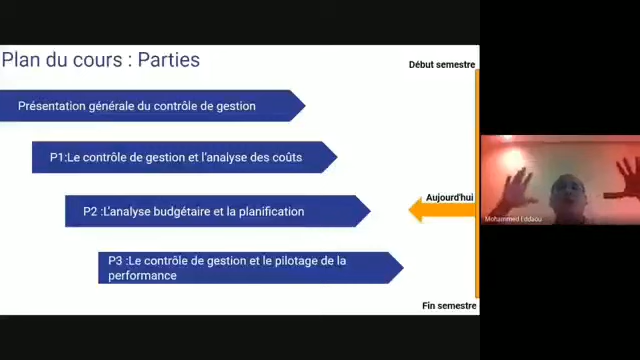 Plan du cours : Parties
Début semestre
Présentation générale du contrôle de gestion
P1:Le contrôle de gestion et l'analyse des coûts
Aujourd'hui
P2 :L'analyse budgétaire et la planification
Mohammed Eddaou
P3 :Le contrôle de gestion et le pilotage de la
performance
Fin semestre